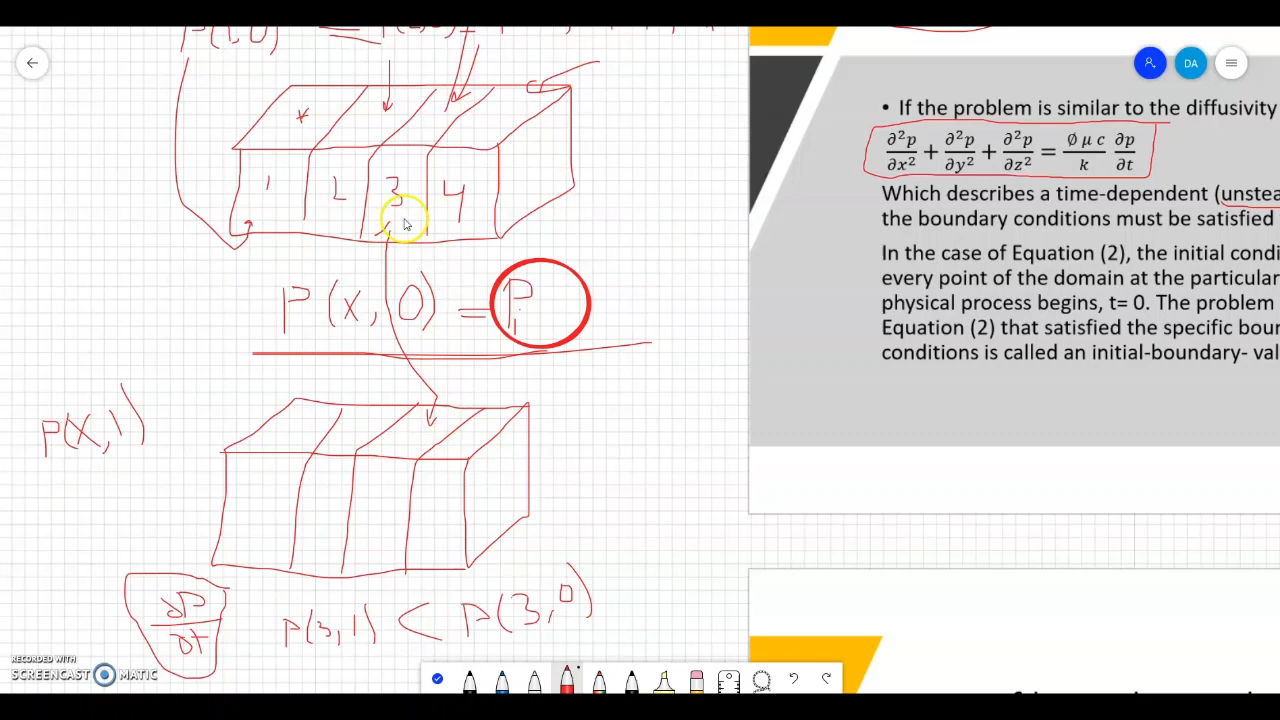 P(1,0) =
*
1 2 3 4
P(x,0) = Pi
P(X,1)
∂P
∂t
P(3,1) < P(3,0)
RECORDED WITH
SCREENCAST MATIC
DA
• If the problem is similar to the diffusivity
∂²p/∂x² + ∂²p/∂y² + ∂²p/∂z² = Ø μ c/k ∂p/∂t
Which describes a time-dependent (unstea
the boundary conditions must be satisfied
In the case of Equation (2), the initial condi
every point of the domain at the particular
physical process begins, t= 0. The problem
Equation (2) that satisfied the specific boun
conditions is called an initial-boundary- val